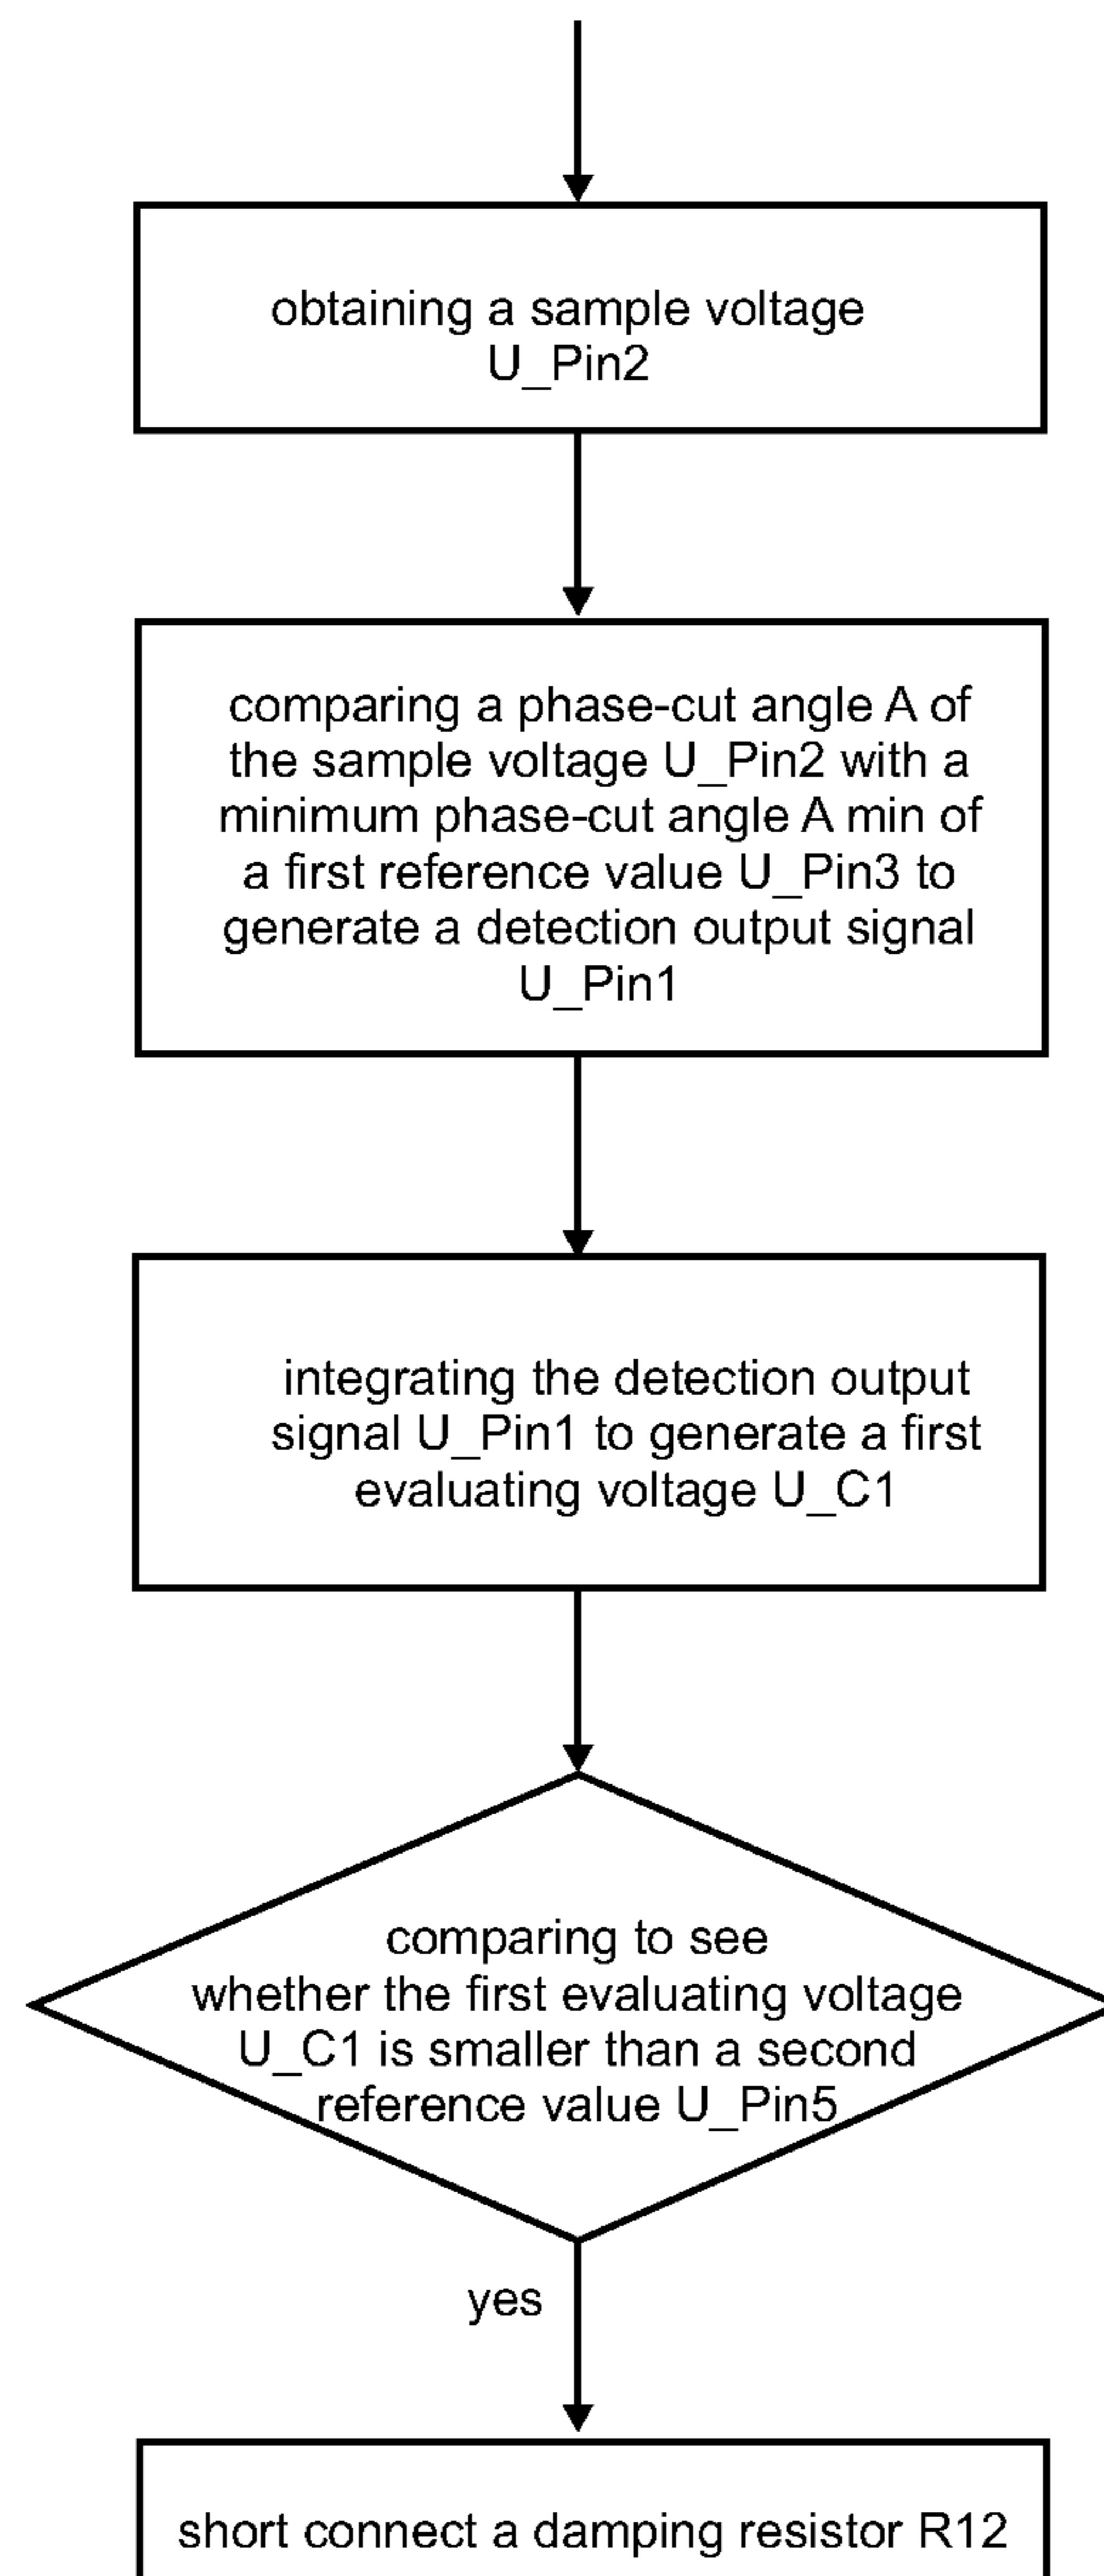 obtaining a sample voltage
U_Pin2
comparing a phase-cut angle A of
the sample voltage U_Pin2 with a
minimum phase-cut angle A min of
a first reference value U_Pin3 to
generate a detection output signal
U_Pin1
integrating the detection output
signal U_Pin1 to generate a first
evaluating voltage U_C1
comparing to see
whether the first evaluating voltage
U_C1 is smaller than a second
reference value U_Pin5
yes
short connect a damping resistor R12